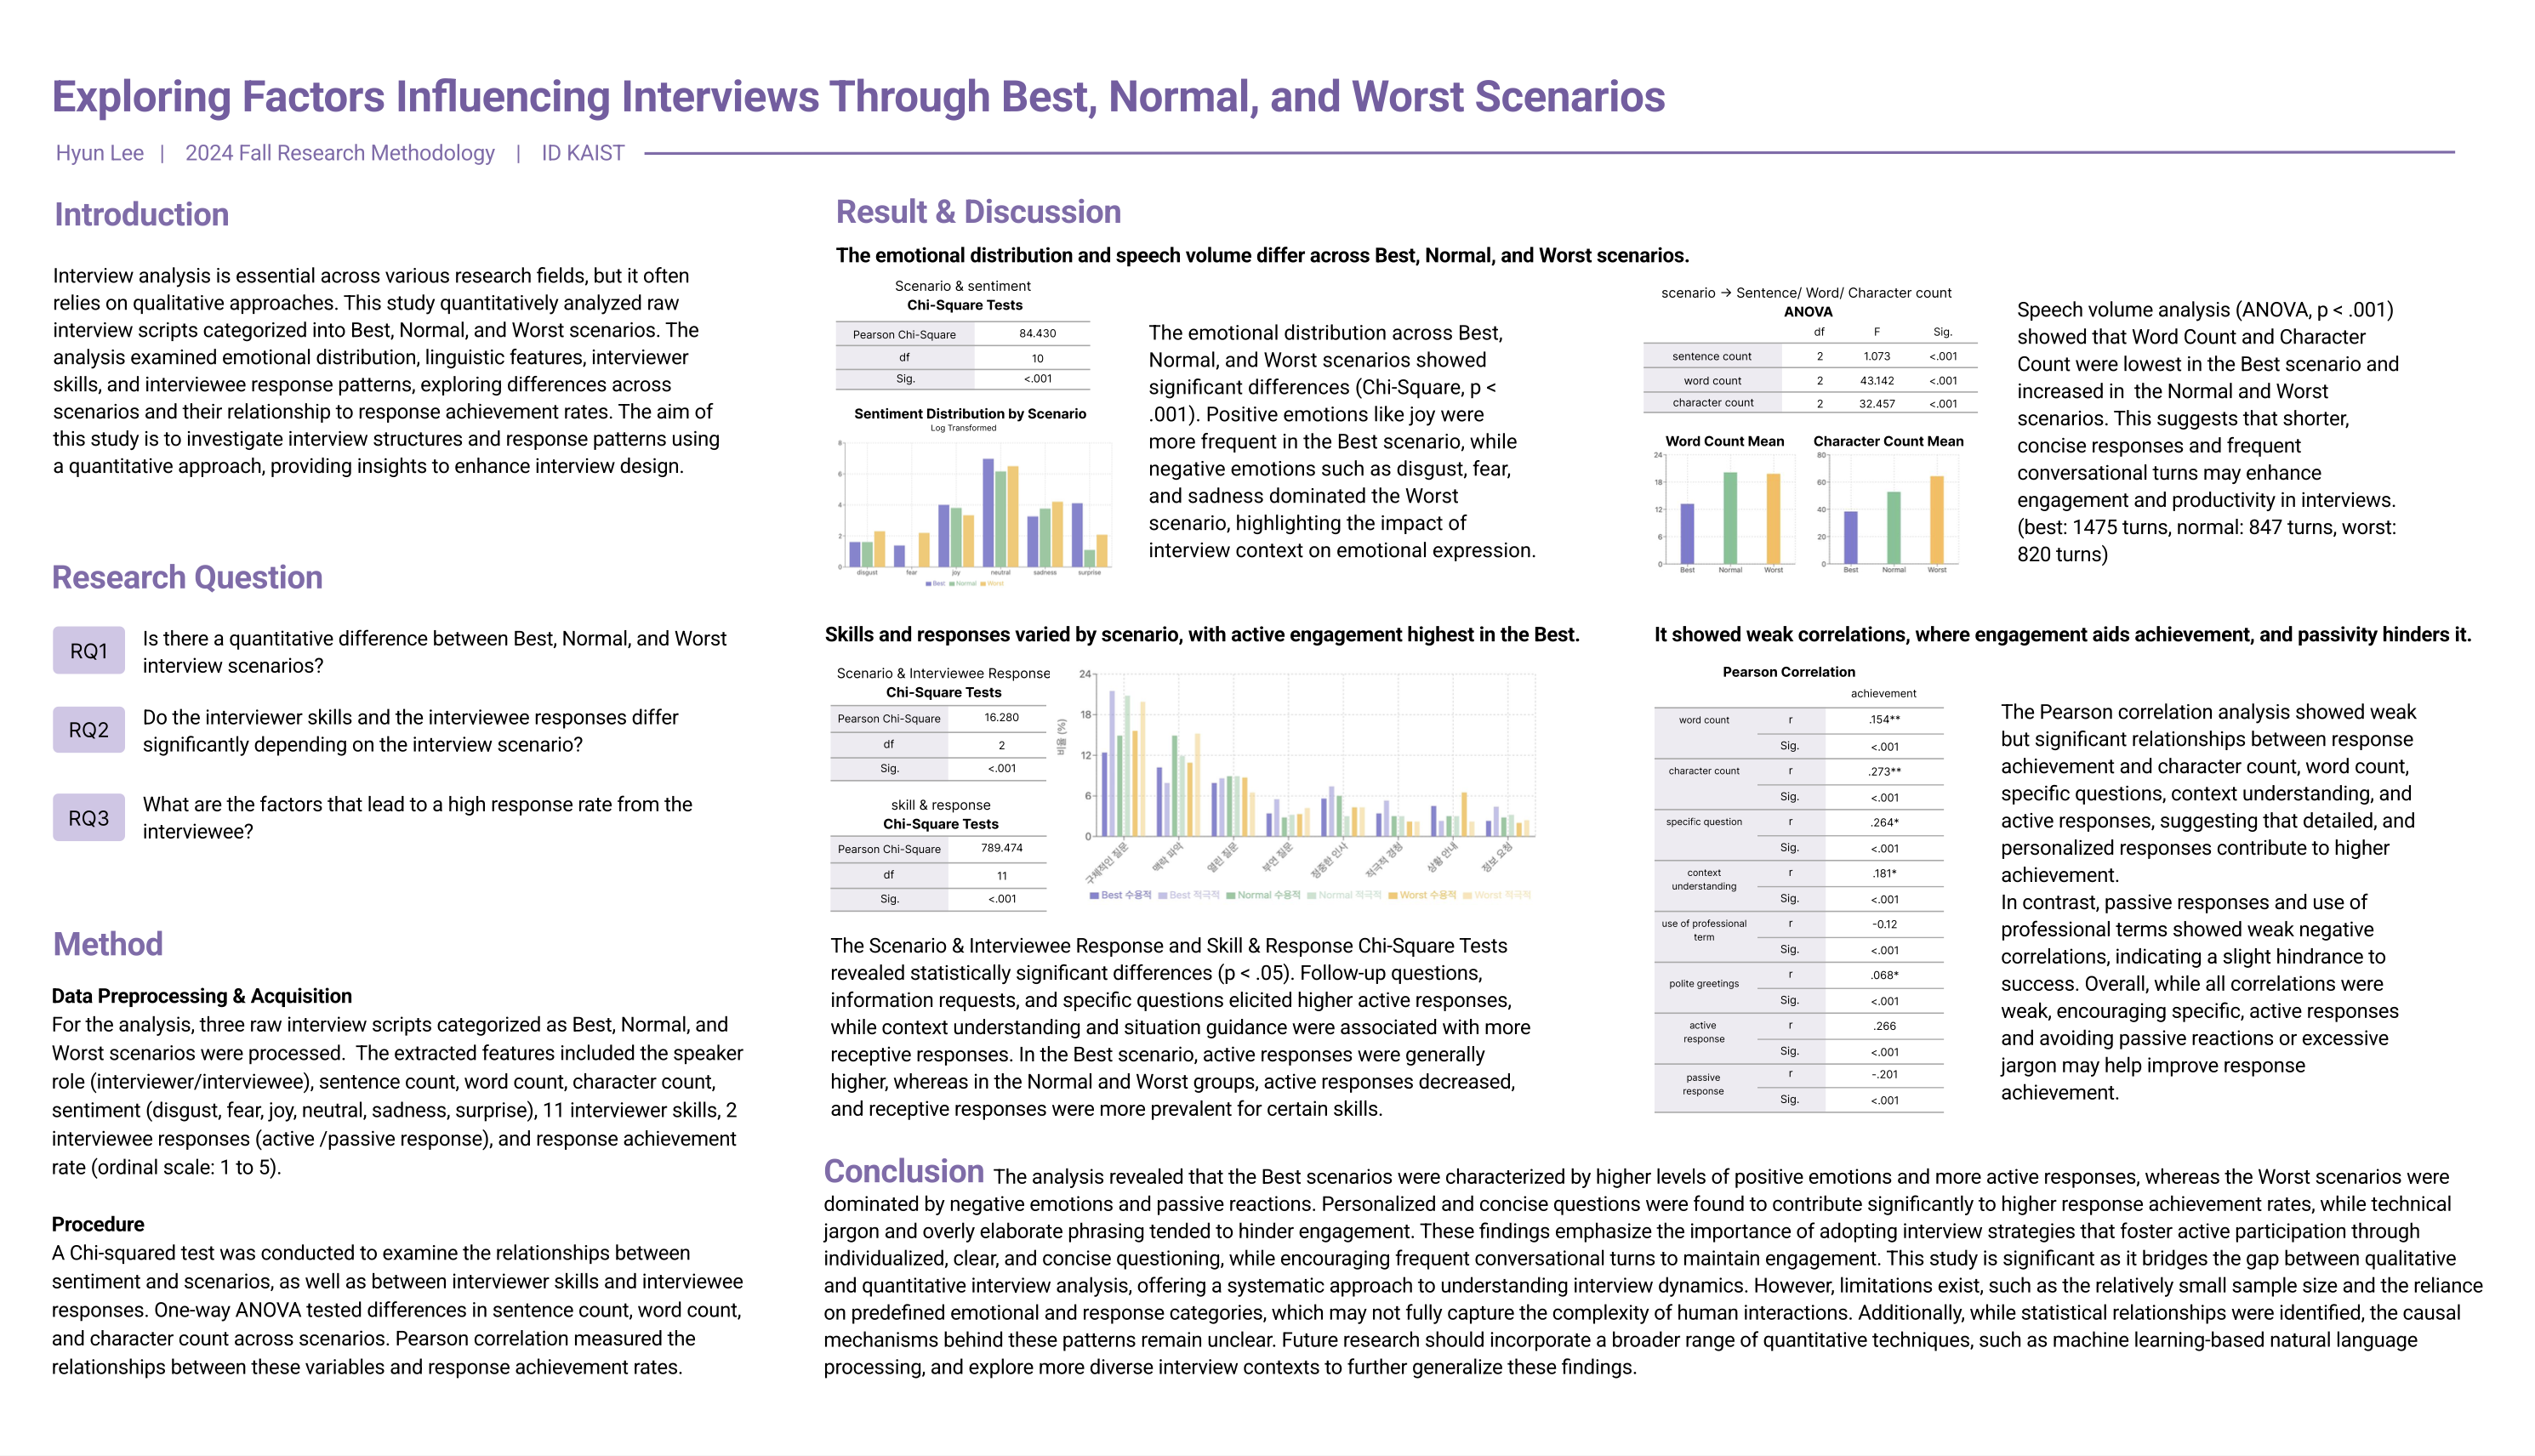 Exploring Factors Influencing Interviews Through Best, Normal, and Worst Scenarios
Hyun Lee | 2024 Fall Research Methodology | ID KAIST
Introduction
Interview analysis is essential across various research fields, but it often
relies on qualitative approaches. This study quantitatively analyzed raw
interview scripts categorized into Best, Normal, and Worst scenarios. The
analysis examined emotional distribution, linguistic features, interviewer
skills, and interviewee response patterns, exploring differences across
scenarios and their relationship to response achievement rates. The aim of
this study is to investigate interview structures and response patterns using
a quantitative approach, providing insights to enhance interview design.
Research Question
RQ1
Is there a quantitative difference between Best, Normal, and Worst
interview scenarios?
RQ2
Do the interviewer skills and the interviewee responses differ
significantly depending on the interview scenario?
RQ3
What are the factors that lead to a high response rate from the
interviewee?
Method
Data Preprocessing & Acquisition
For the analysis, three raw interview scripts categorized as Best, Normal, and
Worst scenarios were processed. The extracted features included the speaker
role (interviewer/interviewee), sentence count, word count, character count,
sentiment (disgust, fear, joy, neutral, sadness, surprise), 11 interviewer skills, 2
interviewee responses (active /passive response), and response achievement
rate (ordinal scale: 1 to 5).
Procedure
A Chi-squared test was conducted to examine the relationships between
sentiment and scenarios, as well as between interviewer skills and interviewee
responses. One-way ANOVA tested differences in sentence count, word count,
and character count across scenarios. Pearson correlation measured the
relationships between these variables and response achievement rates.
Result & Discussion
The emotional distribution and speech volume differ across Best, Normal, and Worst scenarios.
Scenario & sentiment
Chi-Square Tests
Pearson Chi-Square 84.430
df 10
Sig. <.001
Sentiment Distribution by Scenario
Log Transformed
8
6
4
2
0
disgust fear joy neutral sadness surprise
Best Normal Worst
The emotional distribution across Best,
Normal, and Worst scenarios showed
significant differences (Chi-Square, p <
.001). Positive emotions like joy were
more frequent in the Best scenario, while
negative emotions such as disgust, fear,
and sadness dominated the Worst
scenario, highlighting the impact of
interview context on emotional expression.
scenario → Sentence/ Word/ Character count
ANOVA
df F Sig.
sentence count 2 1.073 <.001
word count 2 43.142 <.001
character count 2 32.457 <.001
Word Count Mean
24
18
12
6
0
Best Normal Worst
Character Count Mean
80
60
40
20
0
Best Normal Worst
Speech volume analysis (ANOVA, p < .001)
showed that Word Count and Character
Count were lowest in the Best scenario and
increased in the Normal and Worst
scenarios. This suggests that shorter,
concise responses and frequent
conversational turns may enhance
engagement and productivity in interviews.
(best: 1475 turns, normal: 847 turns, worst:
820 turns)
Skills and responses varied by scenario, with active engagement highest in the Best.
Scenario & Interviewee Response
Chi-Square Tests
Pearson Chi-Square 16.280
df 2
Sig. <.001
skill & response
Chi-Square Tests
Pearson Chi-Square 789.474
df 11
Sig. <.001
비율 (%)
24
18
12
6
0
구체적인 질문 맥락 파악 열린 질문 부연 질문 정중한 인사 적극적 경청 상황 안내 정보 요청
Best 수용적 Best 적극적 Normal 수용적 Normal 적극적 Worst 수용적 Worst 적극적
The Scenario & Interviewee Response and Skill & Response Chi-Square Tests
revealed statistically significant differences (p < .05). Follow-up questions,
information requests, and specific questions elicited higher active responses,
while context understanding and situation guidance were associated with more
receptive responses. In the Best scenario, active responses were generally
higher, whereas in the Normal and Worst groups, active responses decreased,
and receptive responses were more prevalent for certain skills.
It showed weak correlations, where engagement aids achievement, and passivity hinders it.
Pearson Correlation
achievement
word count r .154**
Sig. <.001
character count r .273**
Sig. <.001
specific question r .264*
Sig. <.001
context understanding r .181*
Sig. <.001
use of professional term r -0.12
Sig. <.001
polite greetings r .068*
Sig. <.001
active response r .266
Sig. <.001
passive response r -.201
Sig. <.001
The Pearson correlation analysis showed weak
but significant relationships between response
achievement and character count, word count,
specific questions, context understanding, and
active responses, suggesting that detailed, and
personalized responses contribute to higher
achievement.
In contrast, passive responses and use of
professional terms showed weak negative
correlations, indicating a slight hindrance to
success. Overall, while all correlations were
weak, encouraging specific, active responses
and avoiding passive reactions or excessive
jargon may help improve response
achievement.
Conclusion The analysis revealed that the Best scenarios were characterized by higher levels of positive emotions and more active responses, whereas the Worst scenarios were
dominated by negative emotions and passive reactions. Personalized and concise questions were found to contribute significantly to higher response achievement rates, while technical
jargon and overly elaborate phrasing tended to hinder engagement. These findings emphasize the importance of adopting interview strategies that foster active participation through
individualized, clear, and concise questioning, while encouraging frequent conversational turns to maintain engagement. This study is significant as it bridges the gap between qualitative
and quantitative interview analysis, offering a systematic approach to understanding interview dynamics. However, limitations exist, such as the relatively small sample size and the reliance
on predefined emotional and response categories, which may not fully capture the complexity of human interactions. Additionally, while statistical relationships were identified, the causal
mechanisms behind these patterns remain unclear. Future research should incorporate a broader range of quantitative techniques, such as machine learning-based natural language
processing, and explore more diverse interview contexts to further generalize these findings.